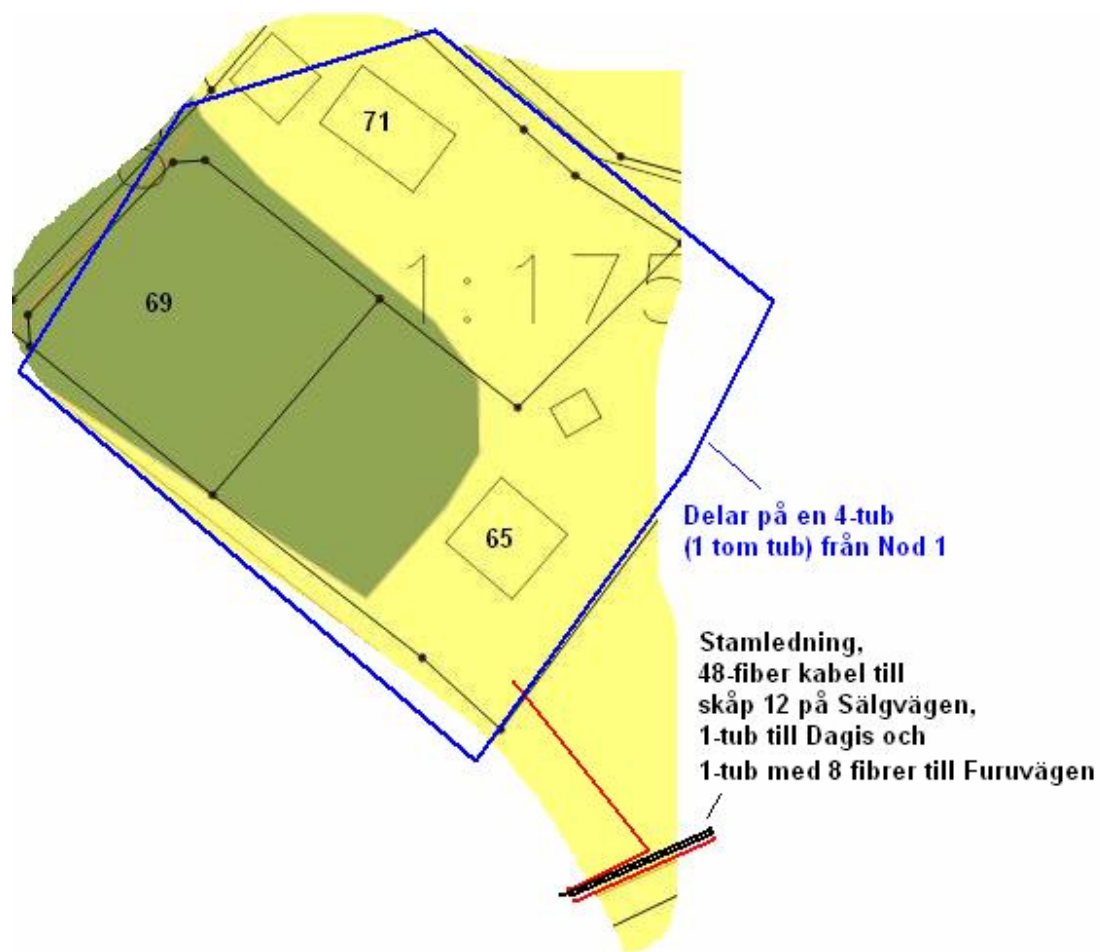 71
1:175
69
65
Delar på en 4-tub
(1 tom tub) från Nod 1
Stamledning,
48-fiber kabel till
skåp 12 på Sälgvägen,
1-tub till Dagis och
1-tub med 8 fibrer till Furuvägen